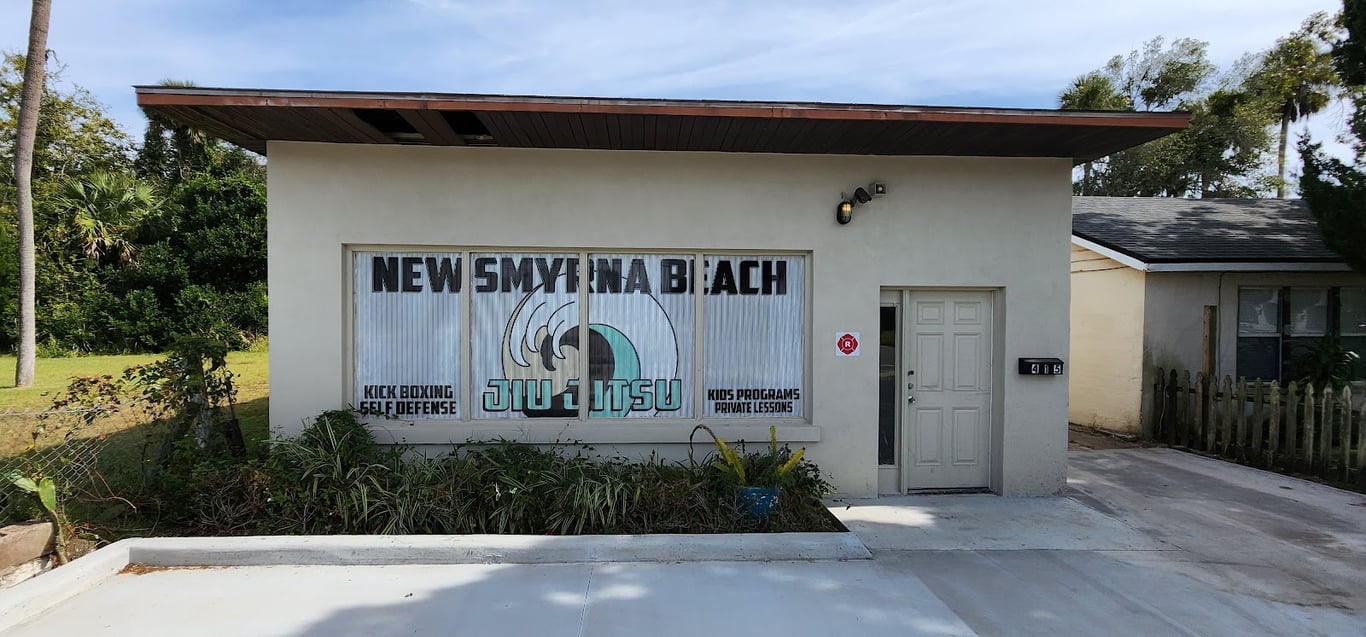 NEW SMYRNA BEACH
JIU JITSU
KICK BOXING
SELF DEFENSE
KIDS PROGRAMS
PRIVATE LESSONS
R
415